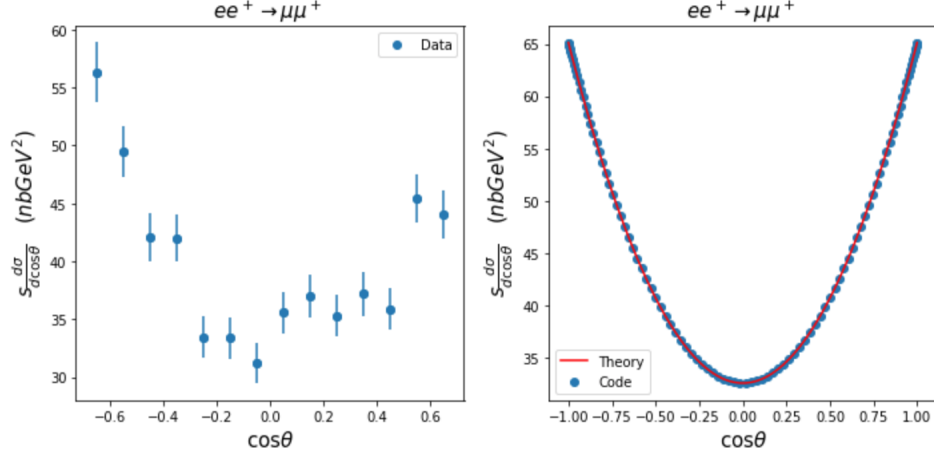 ee⁺ → μμ⁺
s dσ/dcosθ (nbGeV²)
60
55
50
45
40
35
30
Data
−0.6 −0.4 −0.2 0.0 0.2 0.4 0.6
cosθ
ee⁺ → μμ⁺
s dσ/dcosθ (nbGeV²)
65
60
55
50
45
40
35
Theory
Code
−1.00 −0.75 −0.50 −0.25 0.00 0.25 0.50 0.75 1.00
cosθ